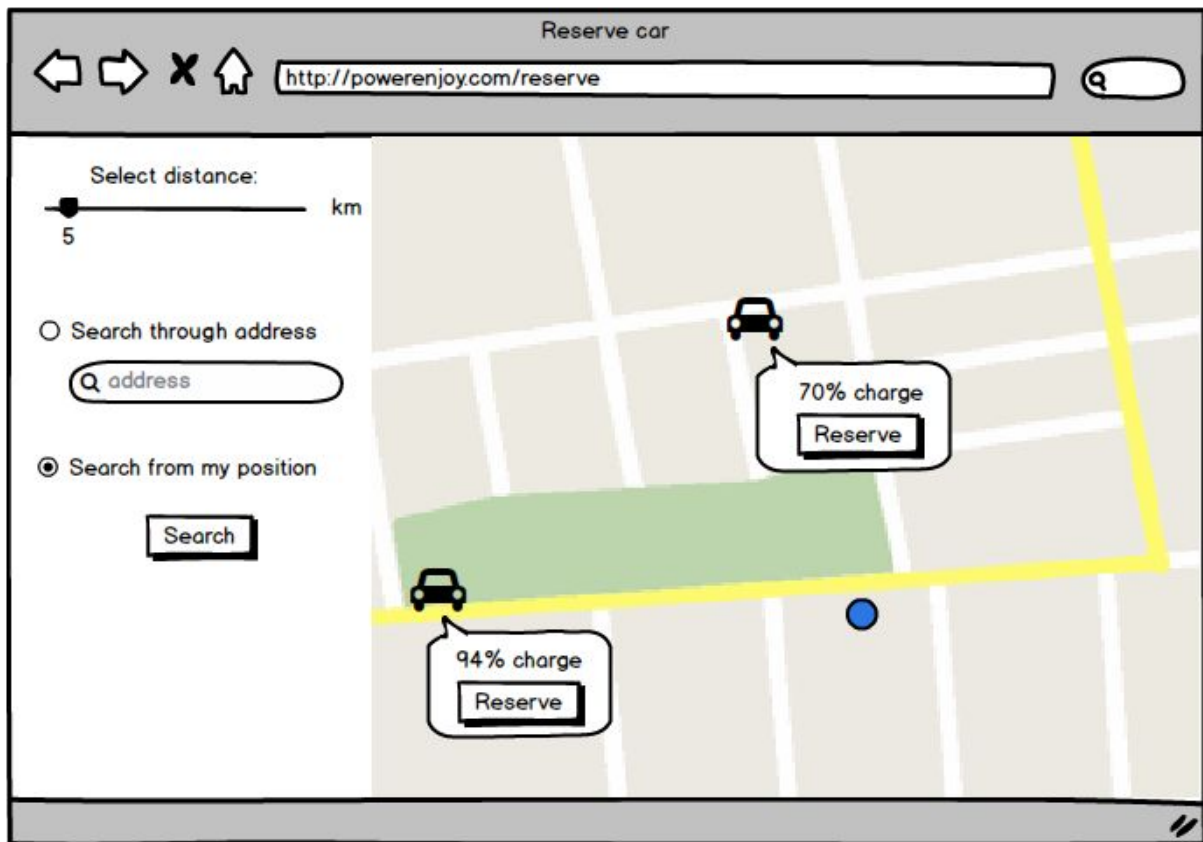 Reserve car
http://powerenjoy.com/reserve
Select distance:
km
5
Search through address
address
Search from my position
Search
70% charge
Reserve
94% charge
Reserve